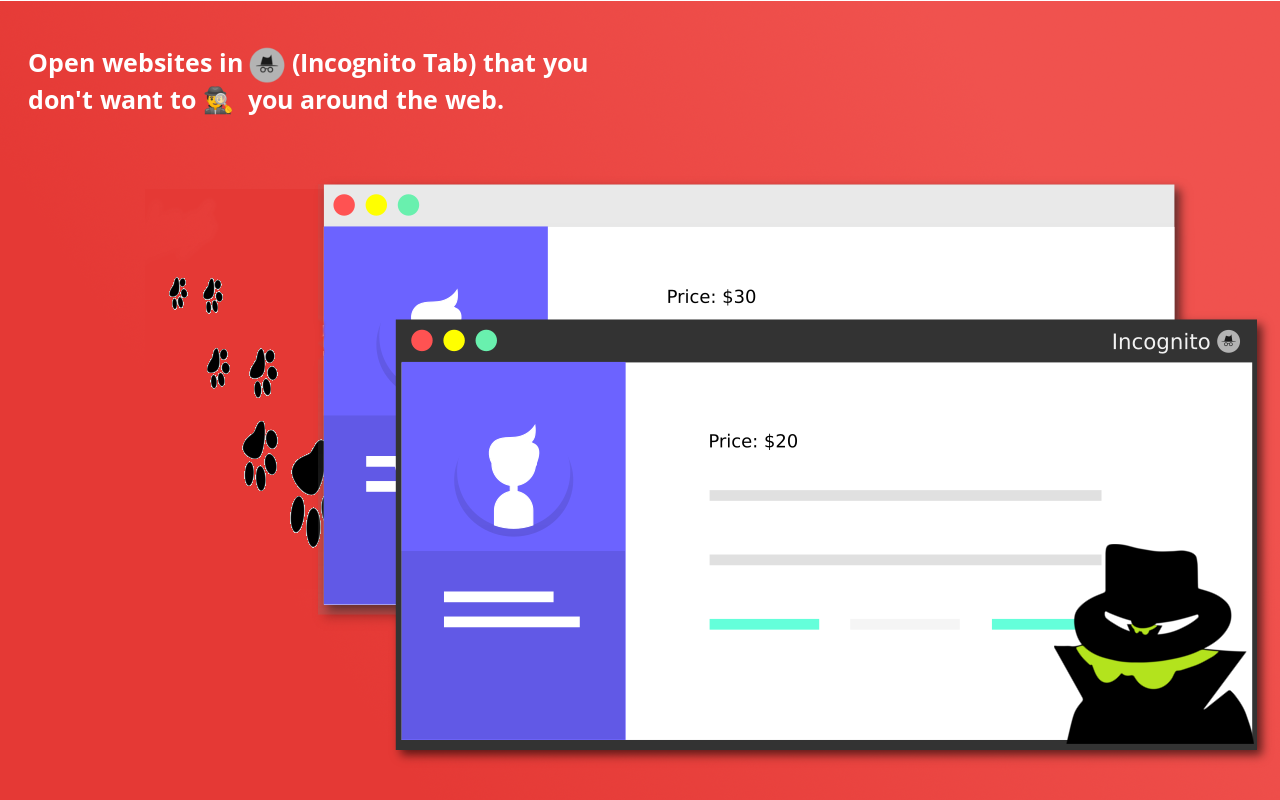 Open websites in (Incognito Tab) that you
don't want to you around the web.
Price: $30
Incognito
Price: $20